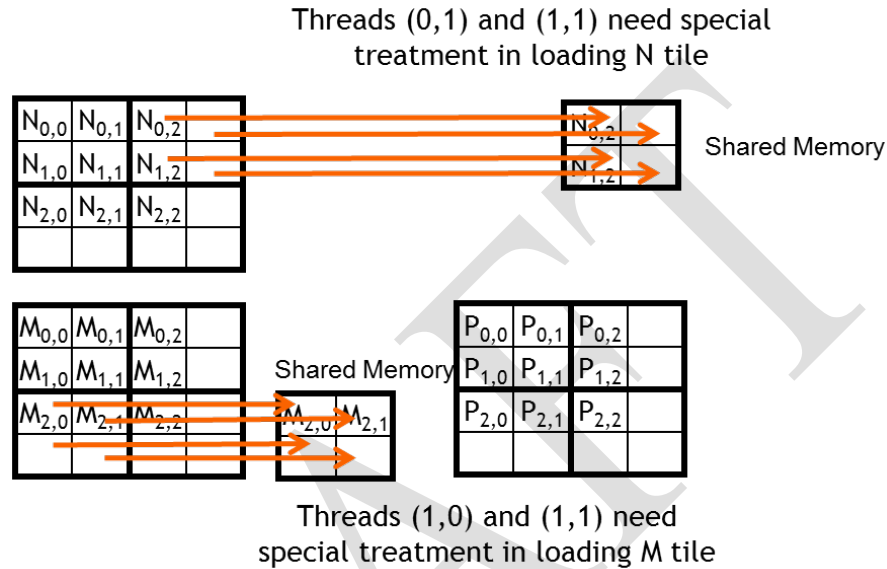 Threads (0,1) and (1,1) need special
treatment in loading N tile
N0,0 N0,1 N0,2
N1,0 N1,1 N1,2
N2,0 N2,1 N2,2
N0,2
N1,2
Shared Memory
M0,0 M0,1 M0,2
M1,0 M1,1 M1,2
M2,0 M2,1 M2,2
Shared Memory
M2,0 M2,1
P0,0 P0,1 P0,2
P1,0 P1,1 P1,2
P2,0 P2,1 P2,2
Threads (1,0) and (1,1) need
special treatment in loading M tile